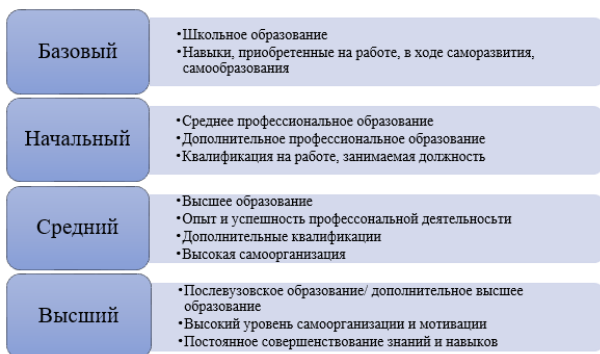 Базовый
•Школьное образование
•Навыки, приобретенные на работе, в ходе саморазвития,
самообразования
Начальный
•Среднее профессиональное образование
•Дополнительное профессиональное образование
•Квалификация на работе, занимаемая должность
Средний
•Высшее образование
•Опыт и успешность профессональной деятельности
•Дополнительные квалификации
•Высокая самоорганизация
Высший
•Послевузовское образование/ дополнительное высшее
образование
•Высокий уровень самоорганизации и мотивации
•Постоянное совершенствование знаний и навыков